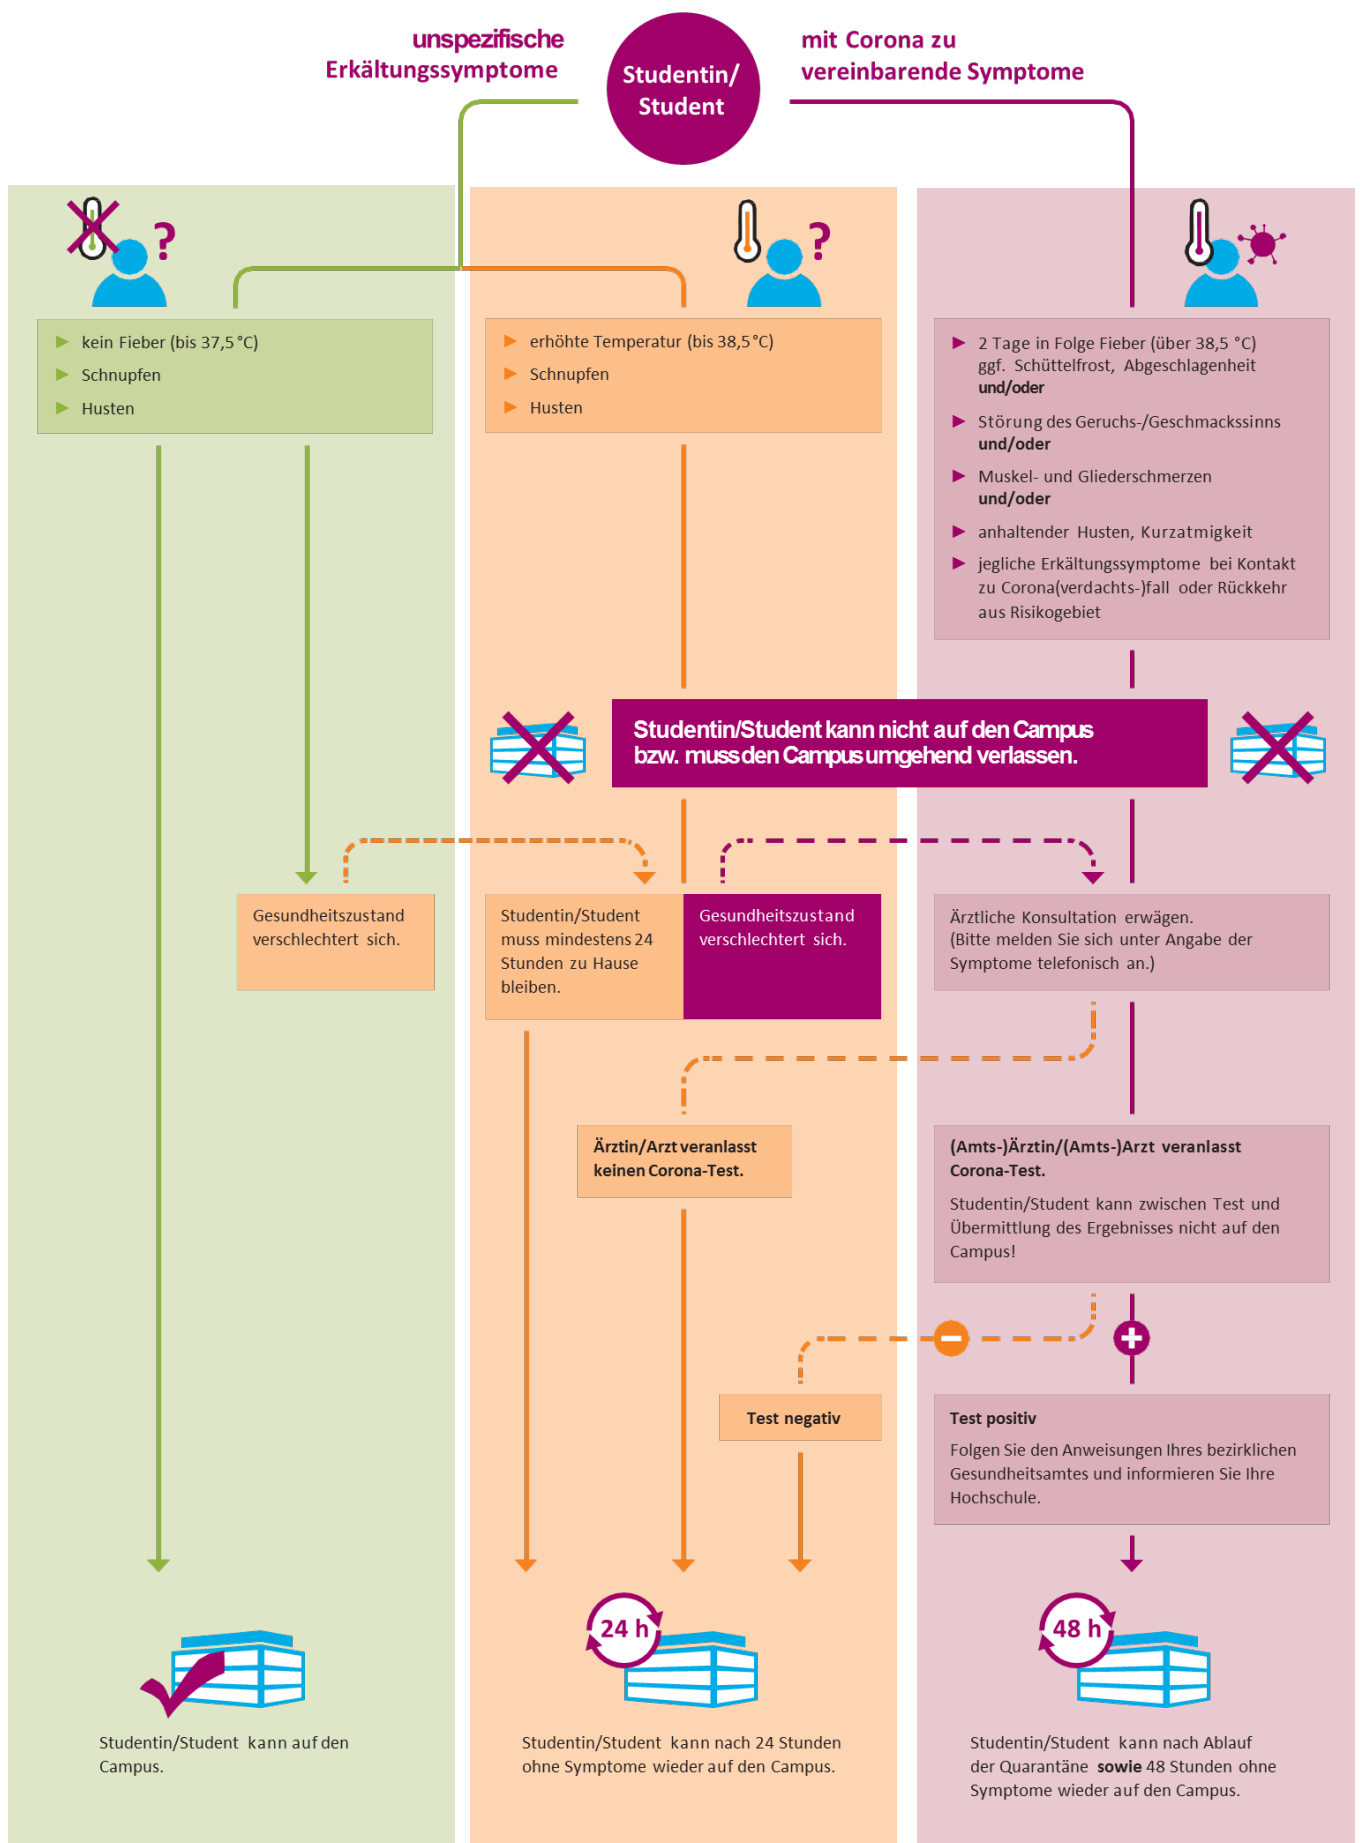 unspezifische
Erkältungssymptome
Studentin/
Student
mit Corona zu
vereinbarende Symptome
?
kein Fieber (bis 37,5 °C)
Schnupfen
Husten
?
erhöhte Temperatur (bis 38,5 °C)
Schnupfen
Husten
2 Tage in Folge Fieber (über 38,5 °C)
ggf. Schüttelfrost, Abgeschlagenheit
und/oder
Störung des Geruchs-/Geschmackssinns
und/oder
Muskel- und Gliederschmerzen
und/oder
anhaltender Husten, Kurzatmigkeit
jegliche Erkältungssymptome bei Kontakt
zu Corona(verdachts-)fall oder Rückkehr
aus Risikogebiet
Studentin/Student kann nicht auf den Campus
bzw. muss den Campus umgehend verlassen.
Gesundheitszustand
verschlechtert sich.
Studentin/Student
muss mindestens 24
Stunden zu Hause
bleiben.
Gesundheitszustand
verschlechtert sich.
Ärztliche Konsultation erwägen.
(Bitte melden Sie sich unter Angabe der
Symptome telefonisch an.)
Ärztin/Arzt veranlasst
keinen Corona-Test.
(Amts-)Ärztin/(Amts-)Arzt veranlasst
Corona-Test.
Studentin/Student kann zwischen Test und
Übermittlung des Ergebnisses nicht auf den
Campus!
Test negativ
Test positiv
Folgen Sie den Anweisungen Ihres bezirklichen
Gesundheitsamtes und informieren Sie Ihre
Hochschule.
Studentin/Student kann auf den
Campus.
24 h
Studentin/Student kann nach 24 Stunden
ohne Symptome wieder auf den Campus.
48 h
Studentin/Student kann nach Ablauf
der Quarantäne sowie 48 Stunden ohne
Symptome wieder auf den Campus.